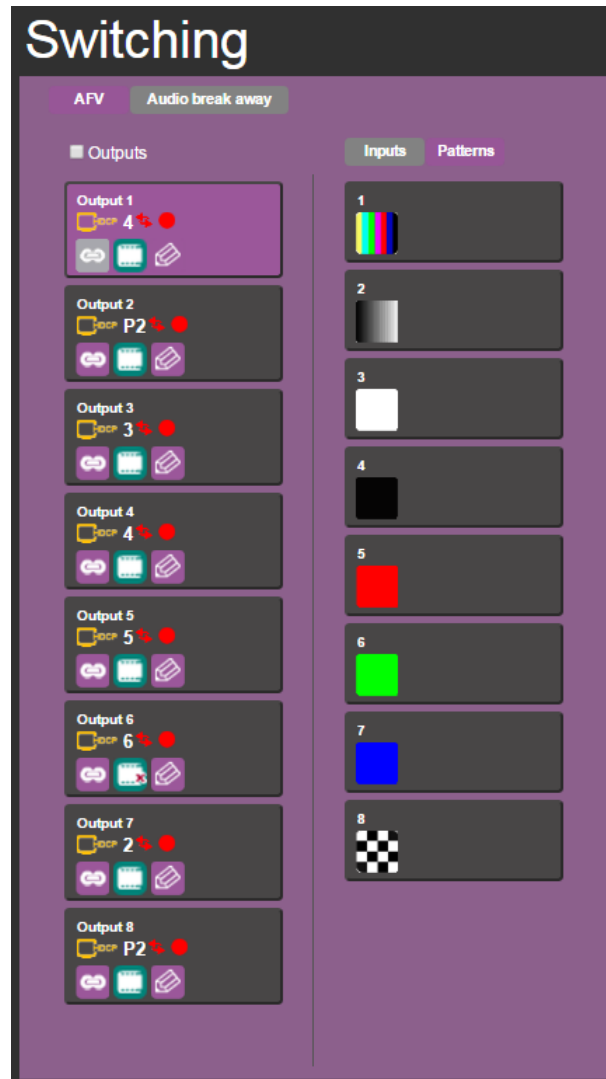 Switching
AFV Audio break away
Outputs
Inputs Patterns
Output 1
HDCP 4
Output 2
HDCP P2
Output 3
HDCP 3
Output 4
HDCP 4
Output 5
HDCP 5
Output 6
HDCP 6
Output 7
HDCP 2
Output 8
HDCP P2
1
2
3
4
5
6
7
8